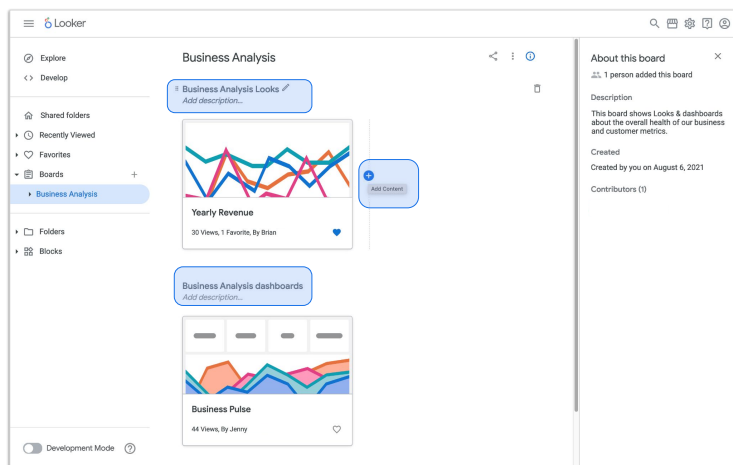 Looker
Explore
Develop
Shared folders
Recently Viewed
Favorites
Boards
Business Analysis
Folders
Blocks
Development Mode
Business Analysis
Business Analysis Looks
Add description...
Yearly Revenue
30 Views, 1 Favorite, By Brian
Add Content
Business Analysis dashboards
Add description...
Business Pulse
44 Views, By Jenny
About this board
1 person added this board
Description
This board shows Looks & dashboards
about the overall health of our business
and customer metrics.
Created
Created by you on August 6, 2021
Contributors (1)